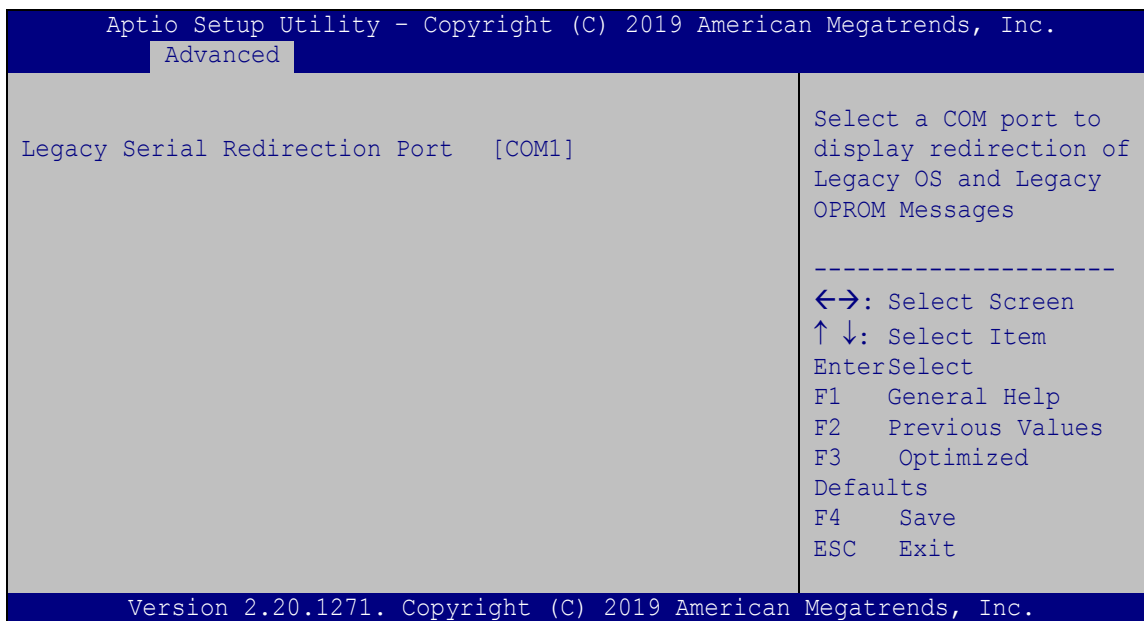 Aptio Setup Utility – Copyright (C) 2019 American Megatrends, Inc.
Advanced
Legacy Serial Redirection Port [COM1]
Select a COM port to
display redirection of
Legacy OS and Legacy
OPROM Messages
---------------------
←→: Select Screen
↑ ↓: Select Item
EnterSelect
F1 General Help
F2 Previous Values
F3 Optimized
Defaults
F4 Save
ESC Exit
Version 2.20.1271. Copyright (C) 2019 American Megatrends, Inc.